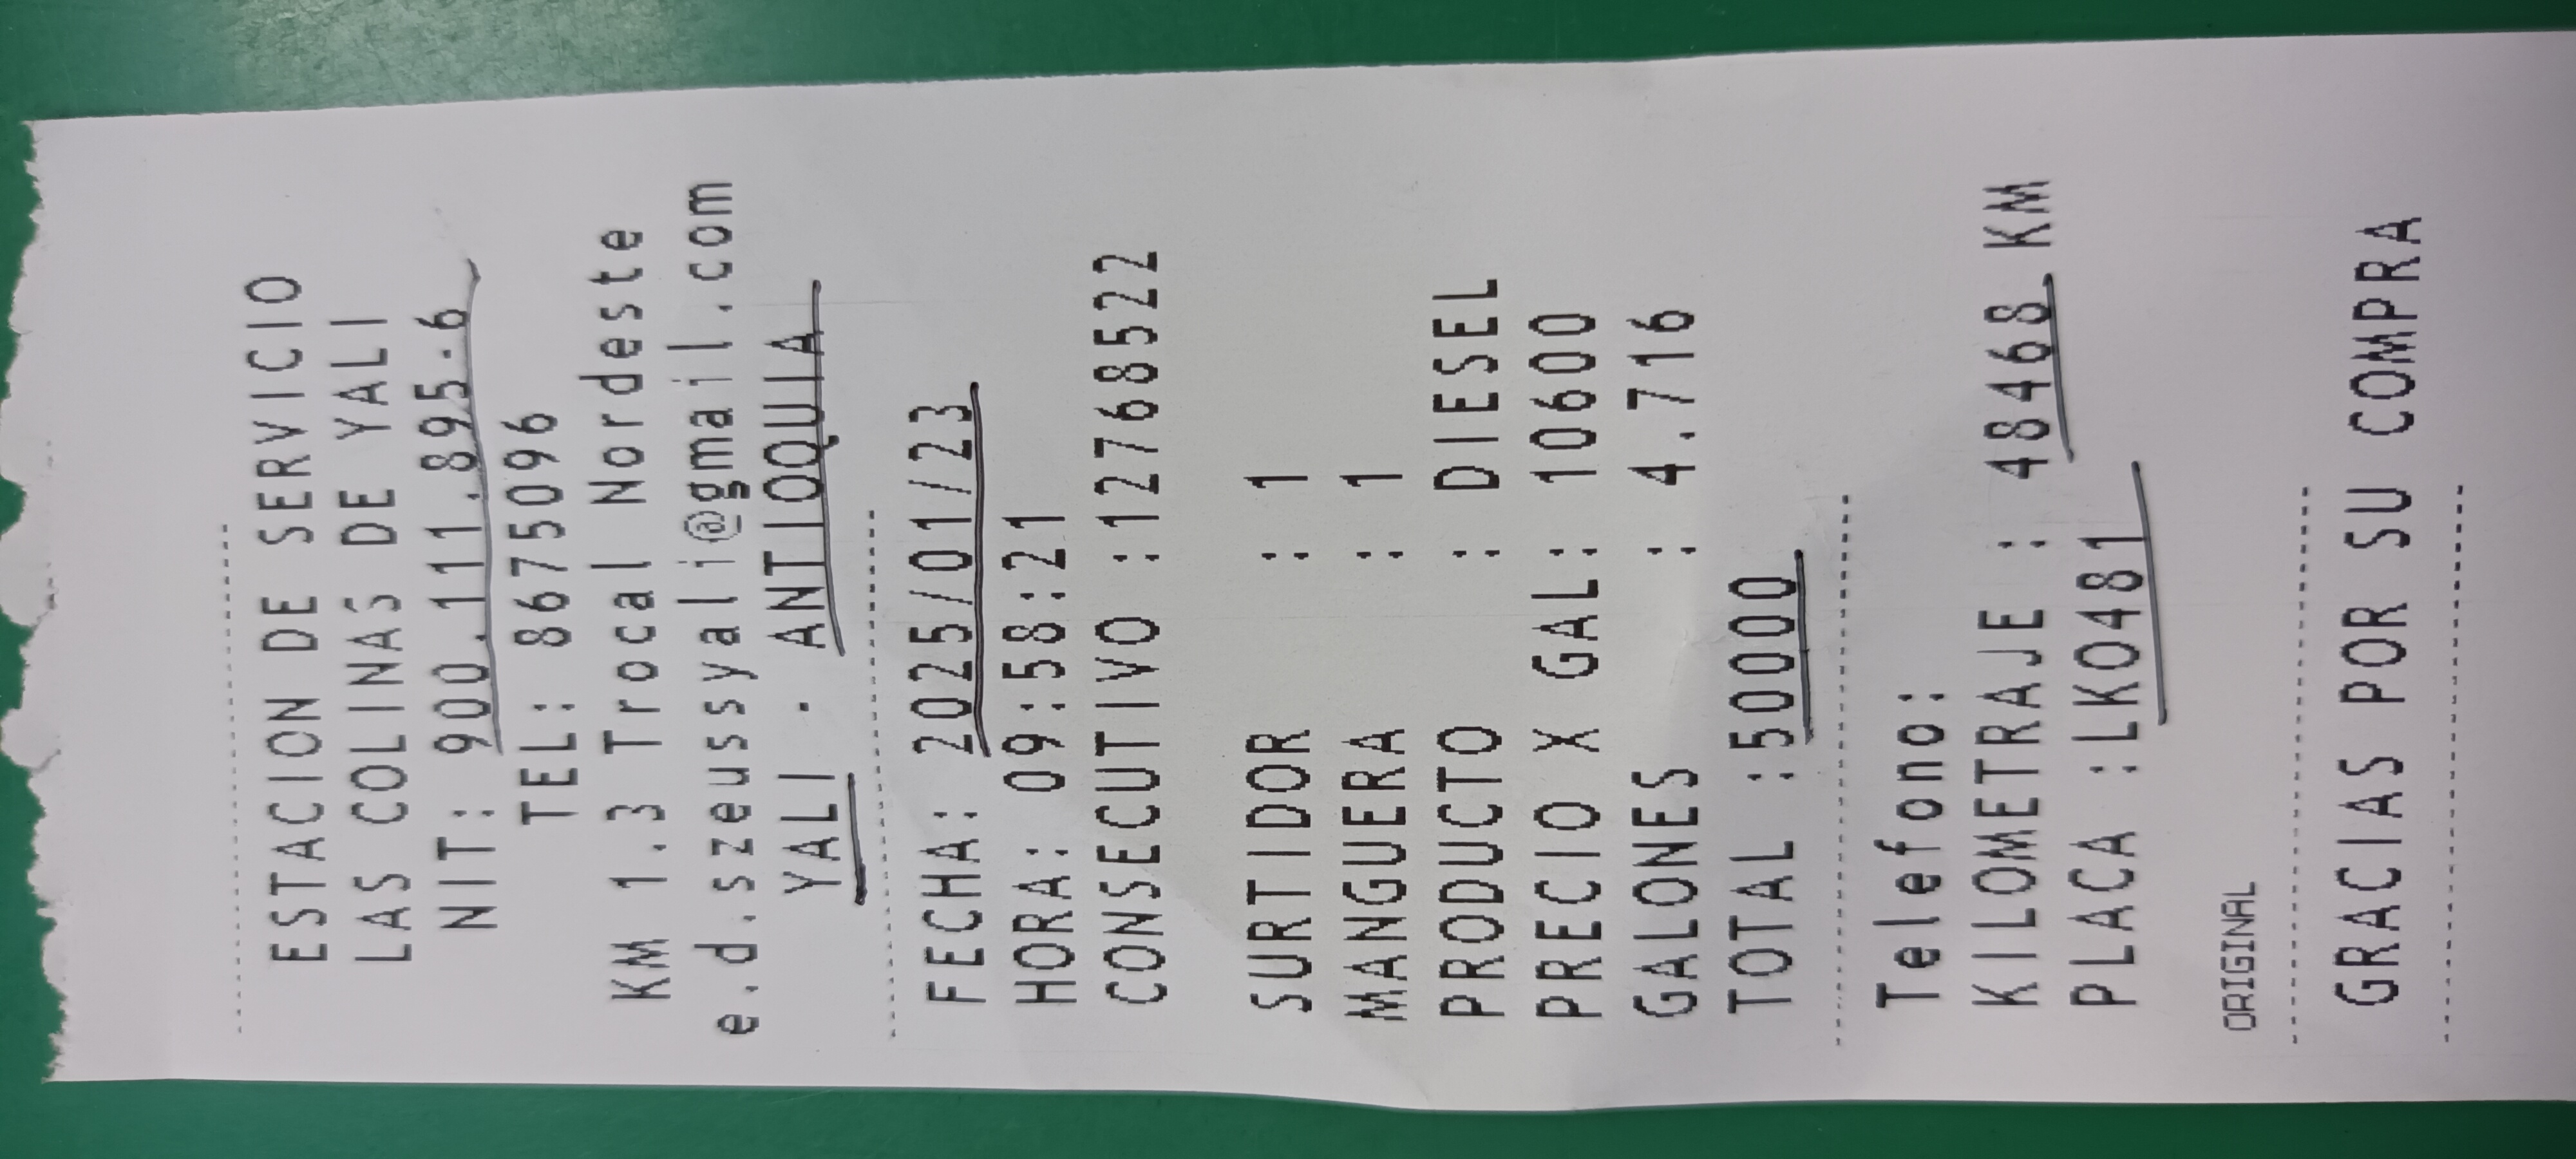 ESTACION DE SERVICIO
LAS COLINAS DE YALI
NIT: 900.111.895-6
TEL: 8675096
KM 1.3 Trocal Nordeste
e.d.szeussyali@gmail.com
YALI - ANTIOQUIA
FECHA: 2025/01/23
HORA: 09:58:21
CONSECUTIVO :12768522
SURTIDOR : 1
MANGUERA : 1
PRODUCTO : DIESEL
PRECIO X GAL: 10600
GALONES : 4.716
TOTAL :50000
Telefono:
KILOMETRAJE : 48468 KM
PLACA :LKO481
ORIGINAL
GRACIAS POR SU COMPRA